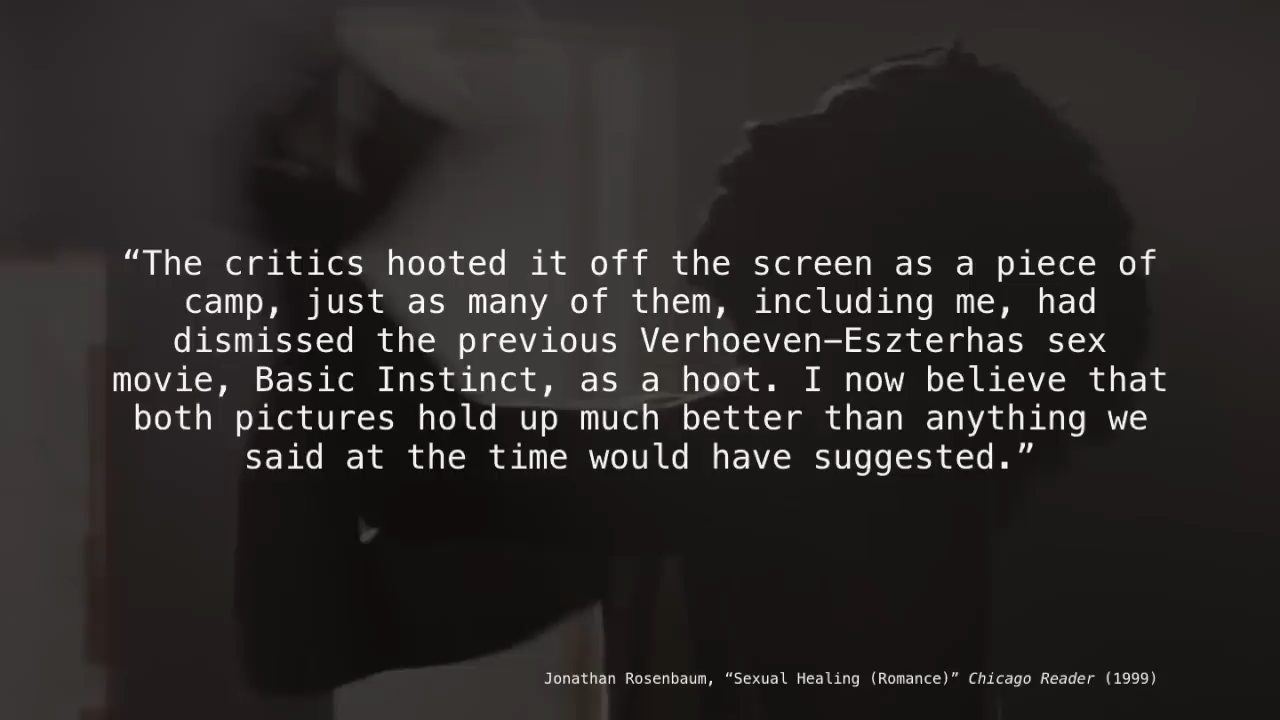 “The critics hooted it off the screen as a piece of
camp, just as many of them, including me, had
dismissed the previous Verhoeven–Eszterhas sex
movie, Basic Instinct, as a hoot. I now believe that
both pictures hold up much better than anything we
said at the time would have suggested.”
Jonathan Rosenbaum, “Sexual Healing (Romance)” Chicago Reader (1999)